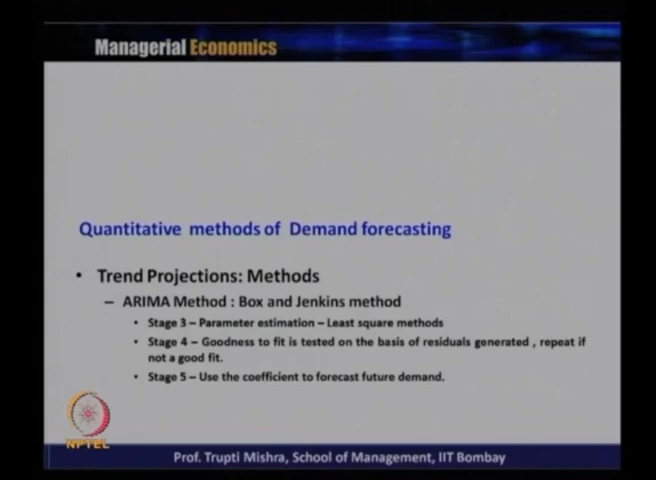 Managerial Economics
Quantitative methods of Demand forecasting
• Trend Projections: Methods
– ARIMA Method : Box and Jenkins method
• Stage 3 – Parameter estimation – Least square methods
• Stage 4 – Goodness to fit is tested on the basis of residuals generated , repeat if
not a good fit.
• Stage 5 – Use the coefficient to forecast future demand.
NPTEL
Prof. Trupti Mishra, School of Management, IIT Bombay